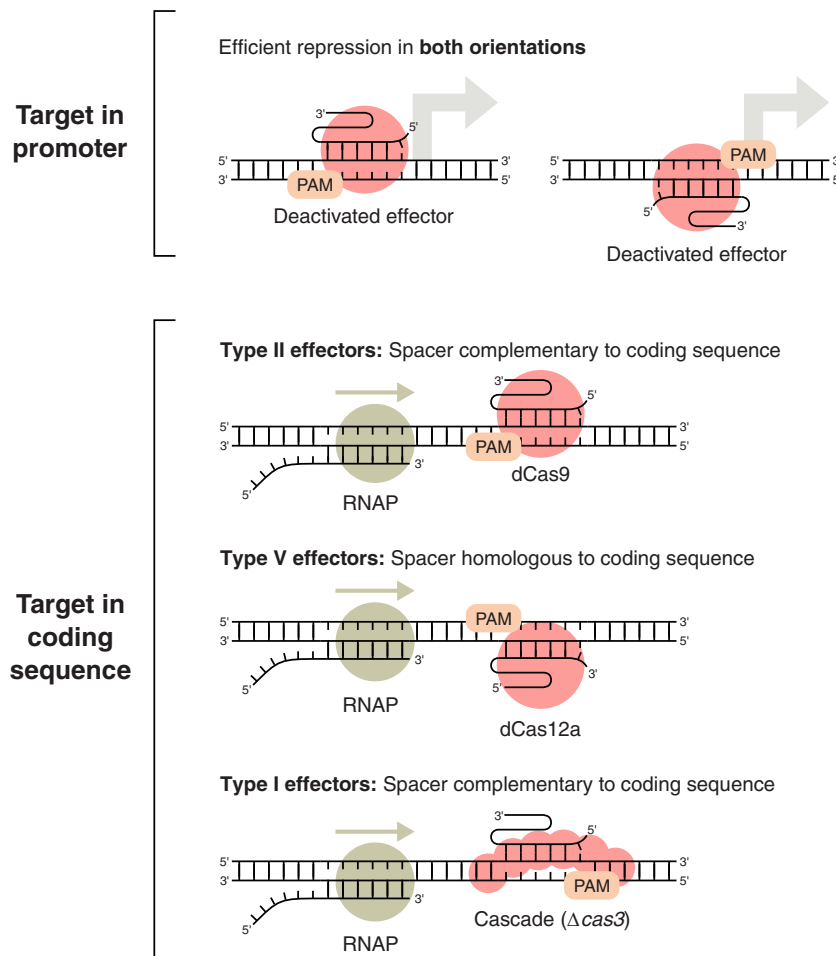 Efficient repression in both orientations
Target in
promoter
3'
5'
5'
3'
3'
5'
PAM
Deactivated effector
PAM
5'
3'
3'
5'
5'
3'
Deactivated effector
Target in
coding
sequence
Type II effectors: Spacer complementary to coding sequence
3'
5'
5'
3'
3'
5'
PAM
3'
5'
RNAP
dCas9
Type V effectors: Spacer homologous to coding sequence
PAM
5'
3'
3'
5'
3'
5'
5'
3'
RNAP
dCas12a
Type I effectors: Spacer complementary to coding sequence
3'
5'
5'
3'
3'
5'
PAM
3'
5'
RNAP
Cascade (Δcas3)